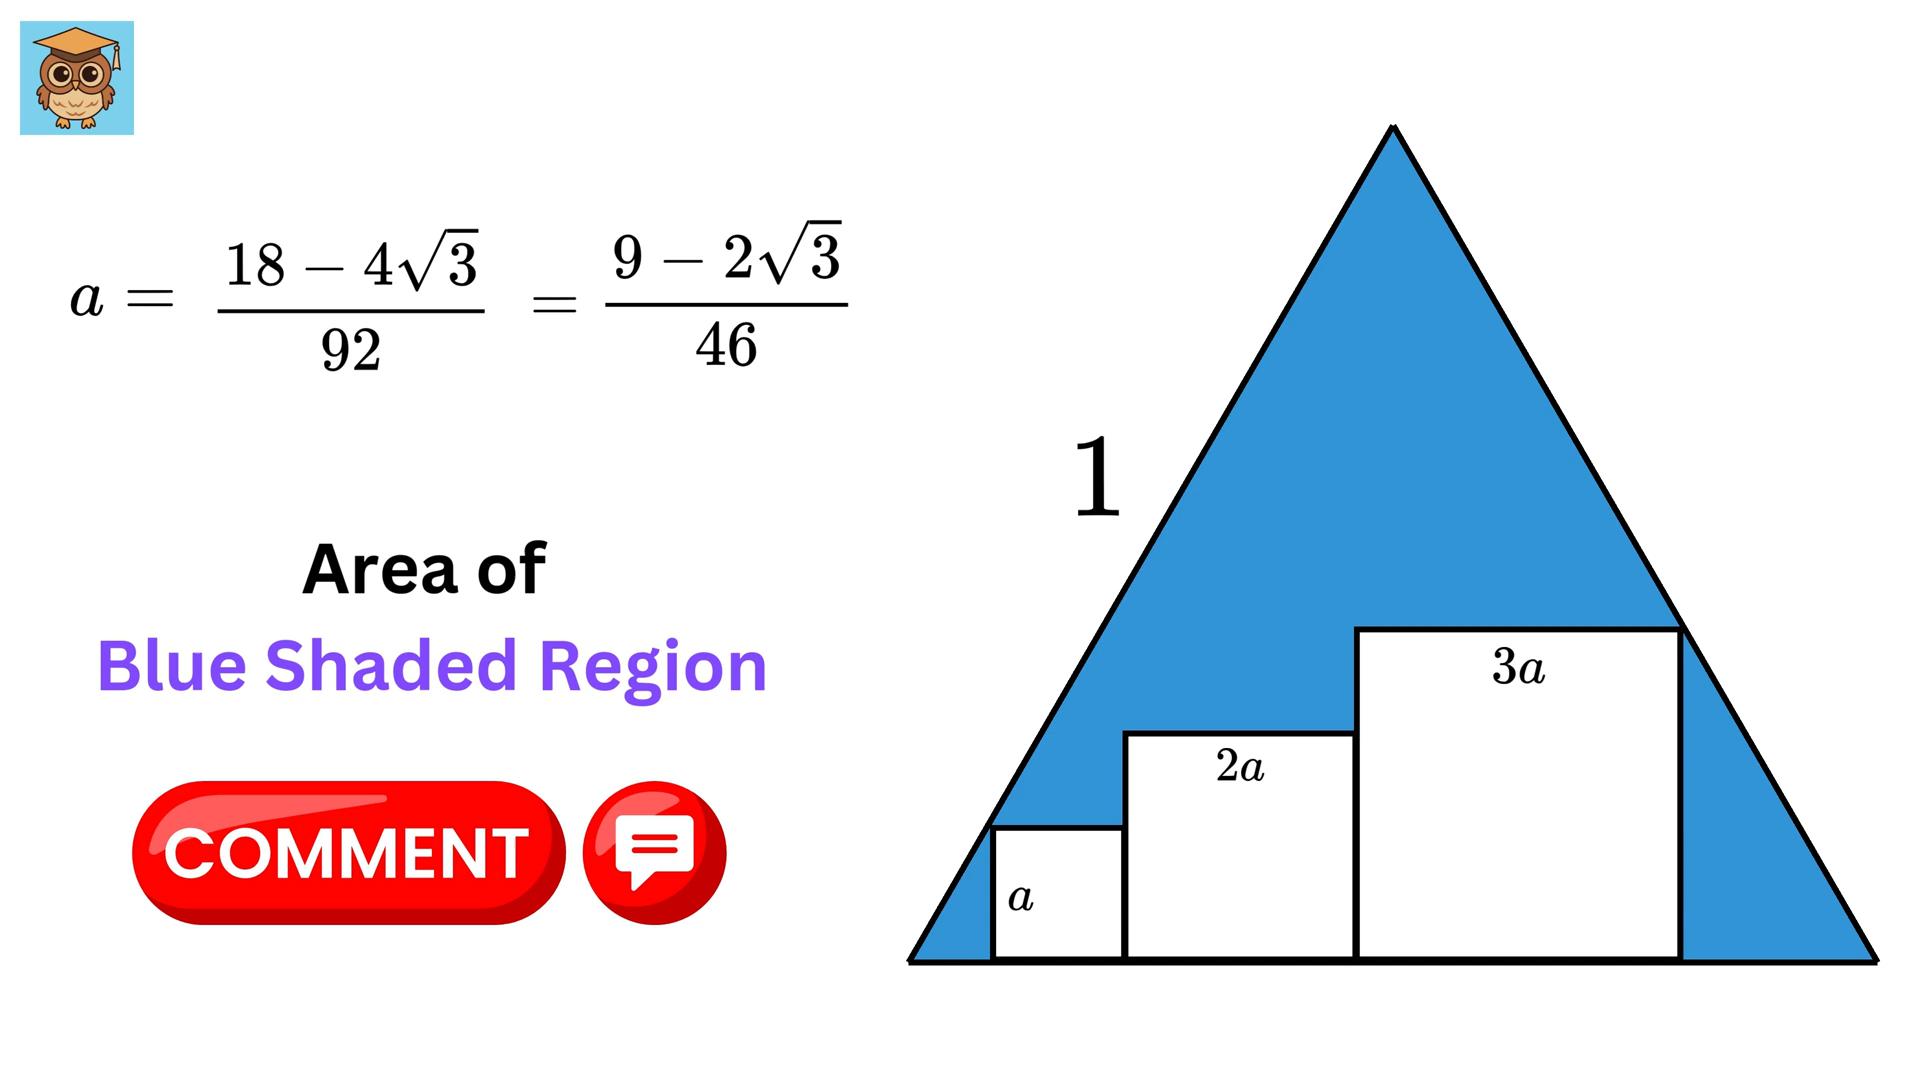 a = 18 − 4√3 / 92 = 9 − 2√3 / 46
1
Area of
Blue Shaded Region
3a
2a
a
COMMENT